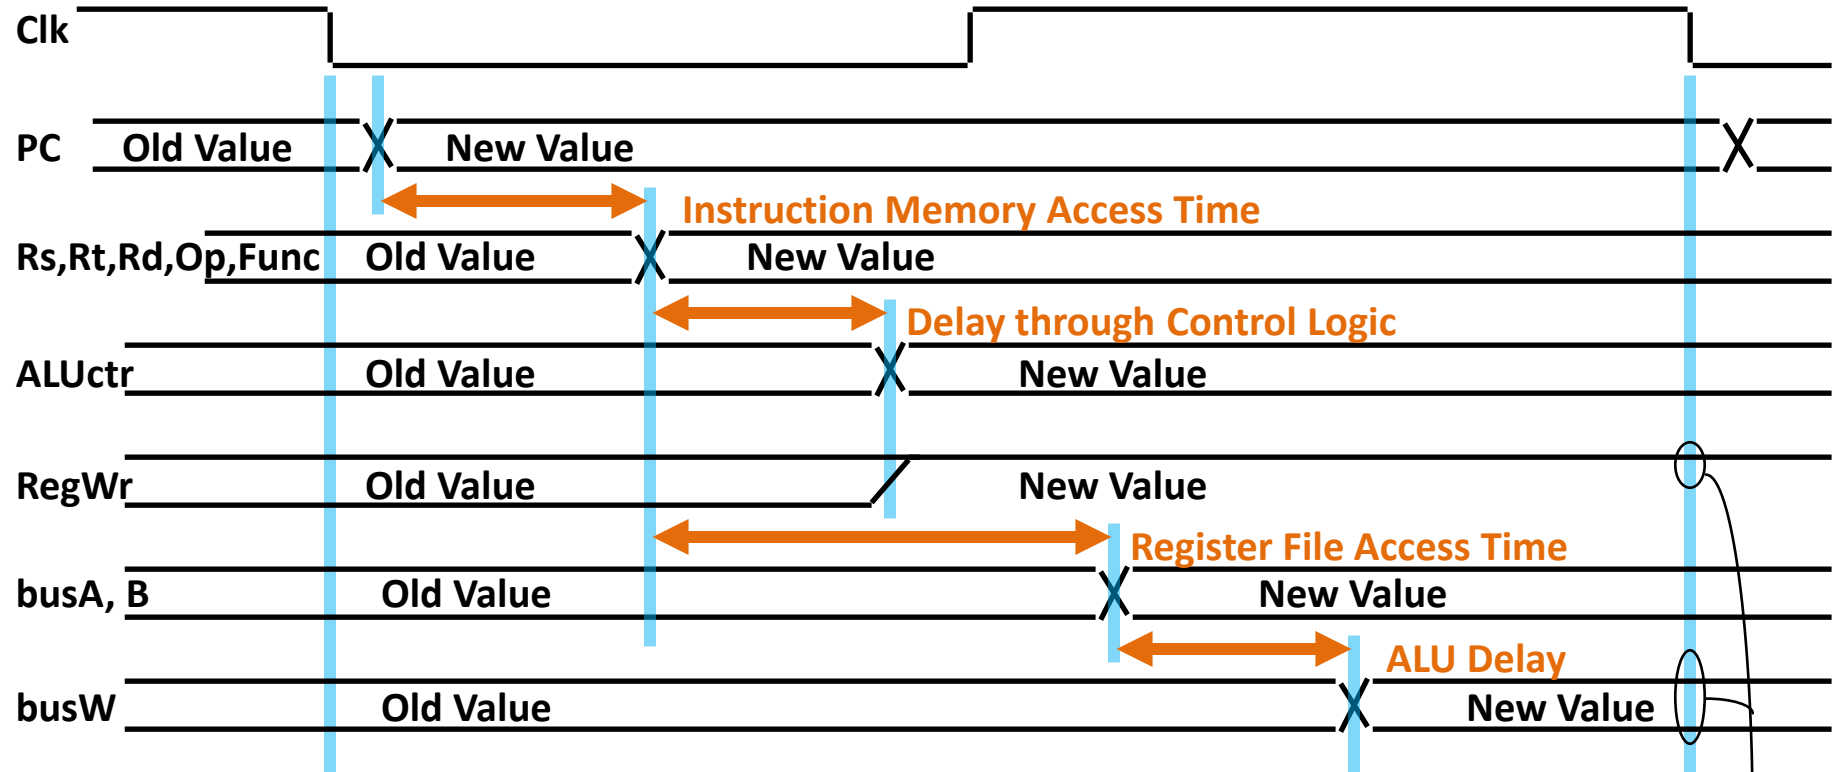 Clk
PC Old Value New Value
Instruction Memory Access Time
Rs,Rt,Rd,Op,Func Old Value New Value
Delay through Control Logic
ALUctr Old Value New Value
RegWr Old Value New Value
Register File Access Time
busA, B Old Value New Value
ALU Delay
busW Old Value New Value